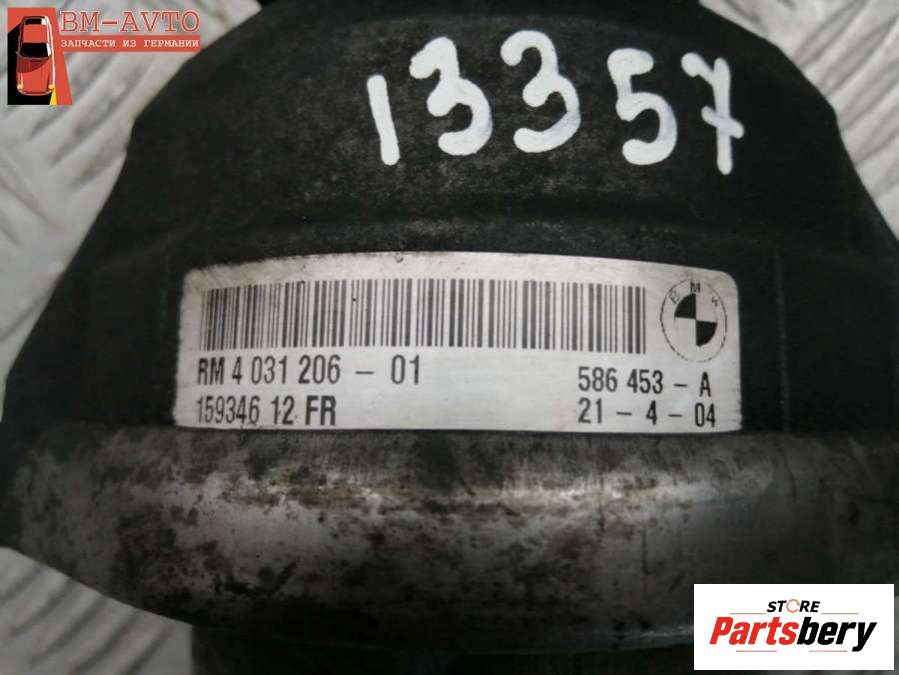 BM-AVTO
ЗАПЧАСТИ ИЗ ГЕРМАНИИ
13357
BMW
RM 4 031 206 - 01
586 453 - A
159346 12 FR
21 - 4 - 04
STORE
Partsbery